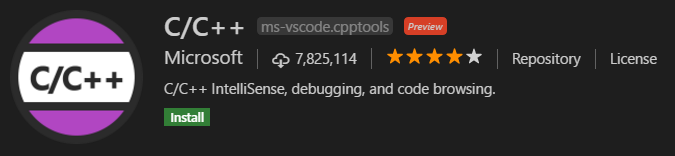 C/C++
C/C++ ms-vscode.cpptools Preview
Microsoft 7,825,114 Repository License
C/C++ IntelliSense, debugging, and code browsing.
Install